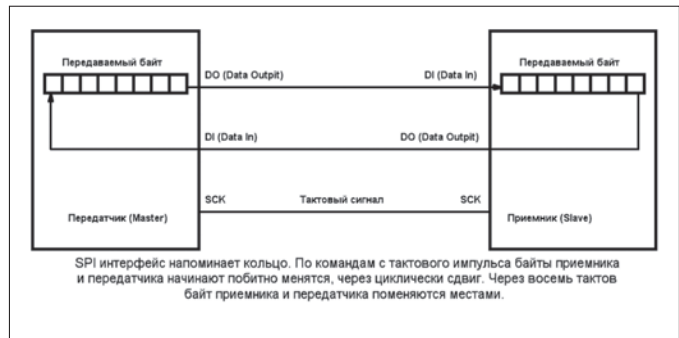 Передаваемый байт
Передаваемый байт
DO (Data Outpit)
DI (Data In)
DI (Data In)
DO (Data Outpit)
SCK
Тактовый сигнал
SCK
Передатчик (Master)
Приемник (Slave)
SPI интерфейс напоминает кольцо. По командам с тактового импульса байты приемника
и передатчика начинают побитно менятся, через циклически сдвиг. Через восемь тактов
байт приемника и передатчика поменяются местами.